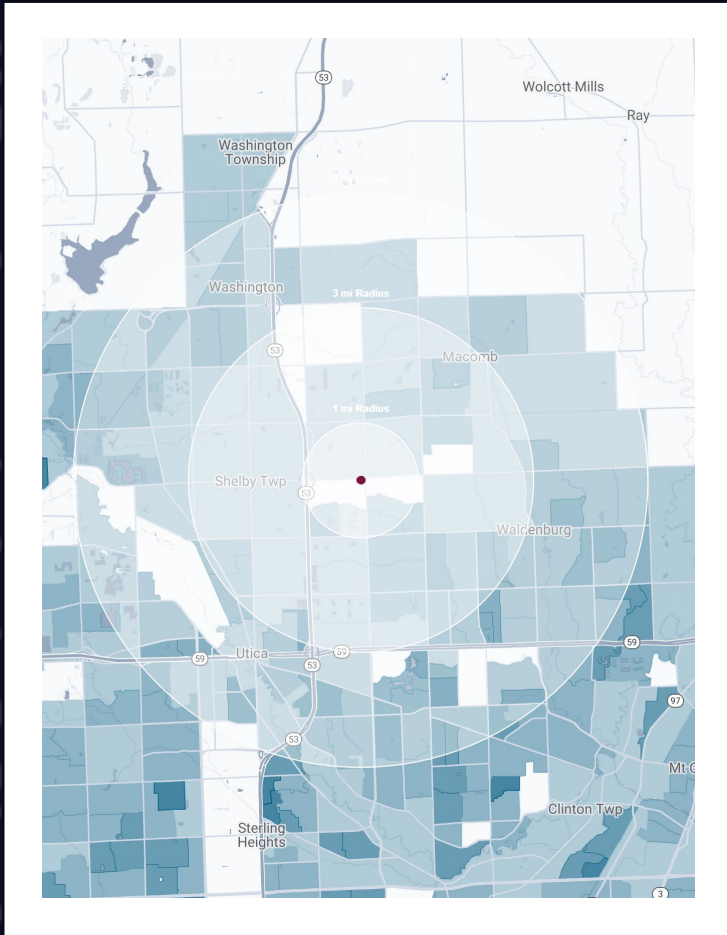 53
Wolcott Mills
Ray
Washington
Township
Washington
3 mi Radius
53
Macomb
1 mi Radius
Shelby Twp
53
Waldenburg
59
59
Utica
59
53
97
53
Mt C
Clinton Twp
Sterling
Heights
3